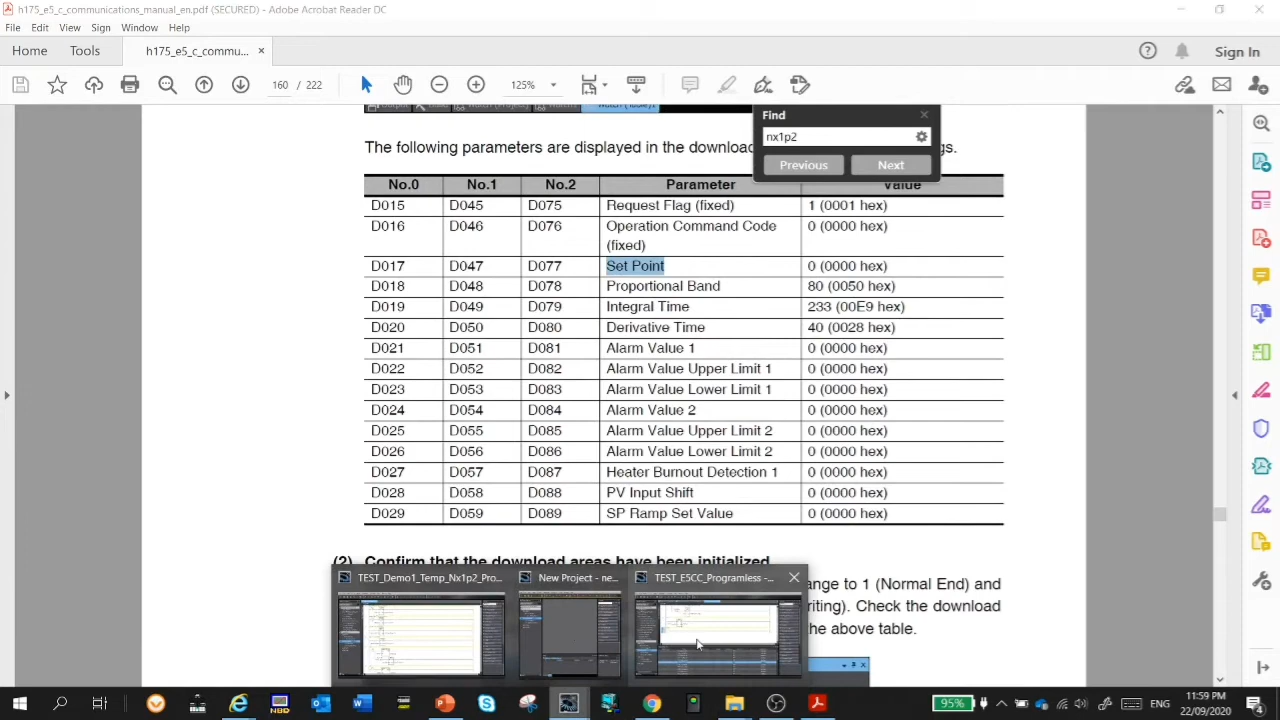 h175_e5_c_communications_manual_en.pdf (SECURED) - Adobe Acrobat Reader DC
File Edit View Sign Window Help
Home Tools h175_e5_c_commu... × Sign In
160 / 222 125%
Find
nx1p2
Previous Next
The following parameters are displayed in the downloa gs.
No.0 No.1 No.2 Parameter Value
D015 D045 D075 Request Flag (fixed) 1 (0001 hex)
D016 D046 D076 Operation Command Code 0 (0000 hex)
(fixed)
D017 D047 D077 Set Point 0 (0000 hex)
D018 D048 D078 Proportional Band 80 (0050 hex)
D019 D049 D079 Integral Time 233 (00E9 hex)
D020 D050 D080 Derivative Time 40 (0028 hex)
D021 D051 D081 Alarm Value 1 0 (0000 hex)
D022 D052 D082 Alarm Value Upper Limit 1 0 (0000 hex)
D023 D053 D083 Alarm Value Lower Limit 1 0 (0000 hex)
D024 D054 D084 Alarm Value 2 0 (0000 hex)
D025 D055 D085 Alarm Value Upper Limit 2 0 (0000 hex)
D026 D056 D086 Alarm Value Lower Limit 2 0 (0000 hex)
D027 D057 D087 Heater Burnout Detection 1 0 (0000 hex)
D028 D058 D088 PV Input Shift 0 (0000 hex)
D029 D059 D089 SP Ramp Set Value 0 (0000 hex)
(2) Confirm that the download areas have been initialized
TEST_Demo1_Temp_Nx1p2_Pro... New Project - ne... TEST_E5CC_Programless -...
ange to 1 (Normal End) and
riting). Check the download
he above table.
NBD
95% ENG 11:59 PM
22/09/2020